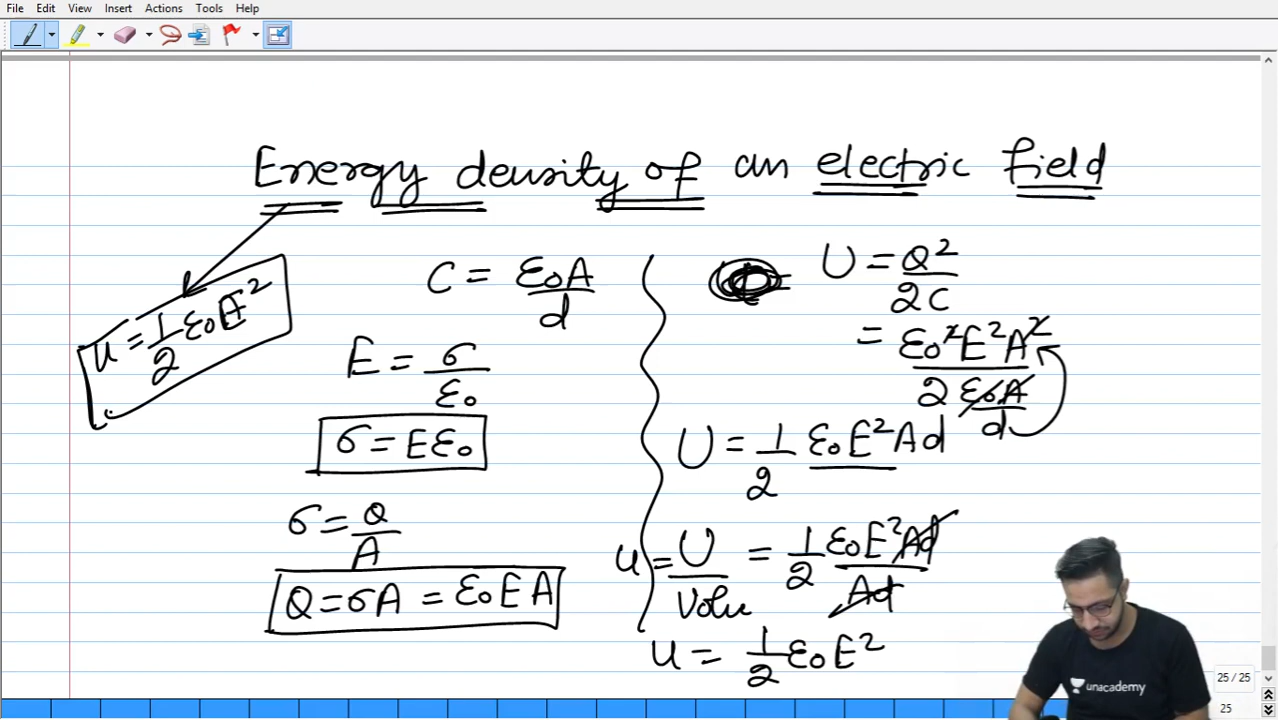 File Edit View Insert Actions Tools Help
Energy density of an electric field
u = 1/2 ε₀E²
C = ε₀A/d
E = σ/ε₀
σ = Eε₀
σ = Q/A
Q = σA = ε₀EA
U = Q²/2C
= ε₀²E²A²/(2 ε₀A/d)
U = 1/2 ε₀E²Ad
u = U/Volu = 1/2 ε₀E²Ad/Ad
u = 1/2 ε₀E²
unacademy
25 / 25
25